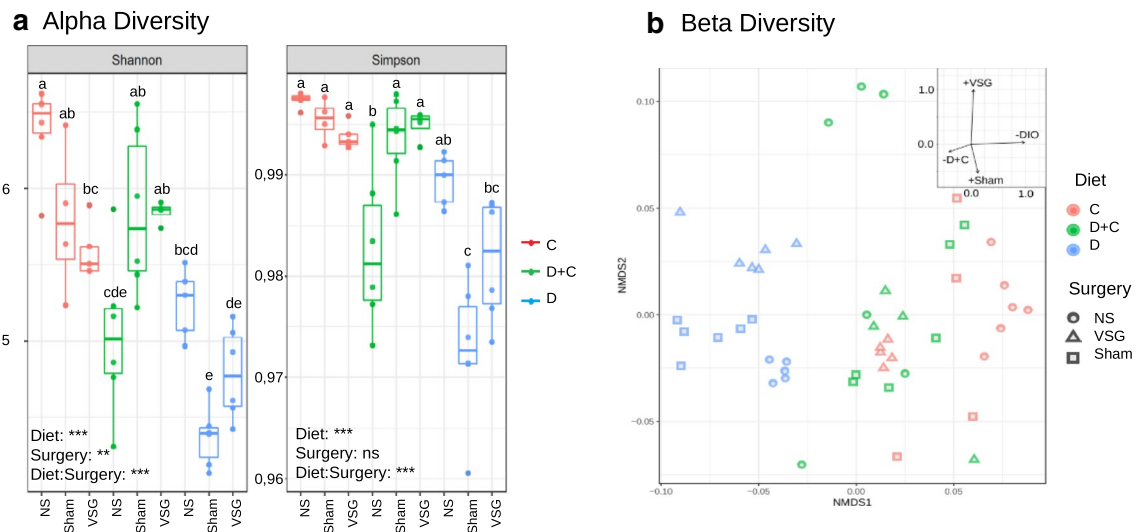 a Alpha Diversity
Shannon
Simpson
a
ab
bc
cde
ab
ab
bcd
e
de
a
a
a
b
a
a
ab
c
bc
6
5
0,99
0,98
0,97
0,96
Diet: ***
Surgery: **
Diet:Surgery: ***
Diet: ***
Surgery: ns
Diet:Surgery: ***
NS
Sham
VSG
NS
Sham
VSG
NS
Sham
VSG
NS
Sham
VSG
NS
Sham
VSG
NS
Sham
VSG
C
D+C
D
b Beta Diversity
NMDS2
0.10
0.05
0.00
−0.05
−0.10
−0.05
0.00
0.05
NMDS1
1.0
0.0
+VSG
-DIO
-D+C
+Sham
0.0
1.0
Diet
C
D+C
D
Surgery
NS
VSG
Sham